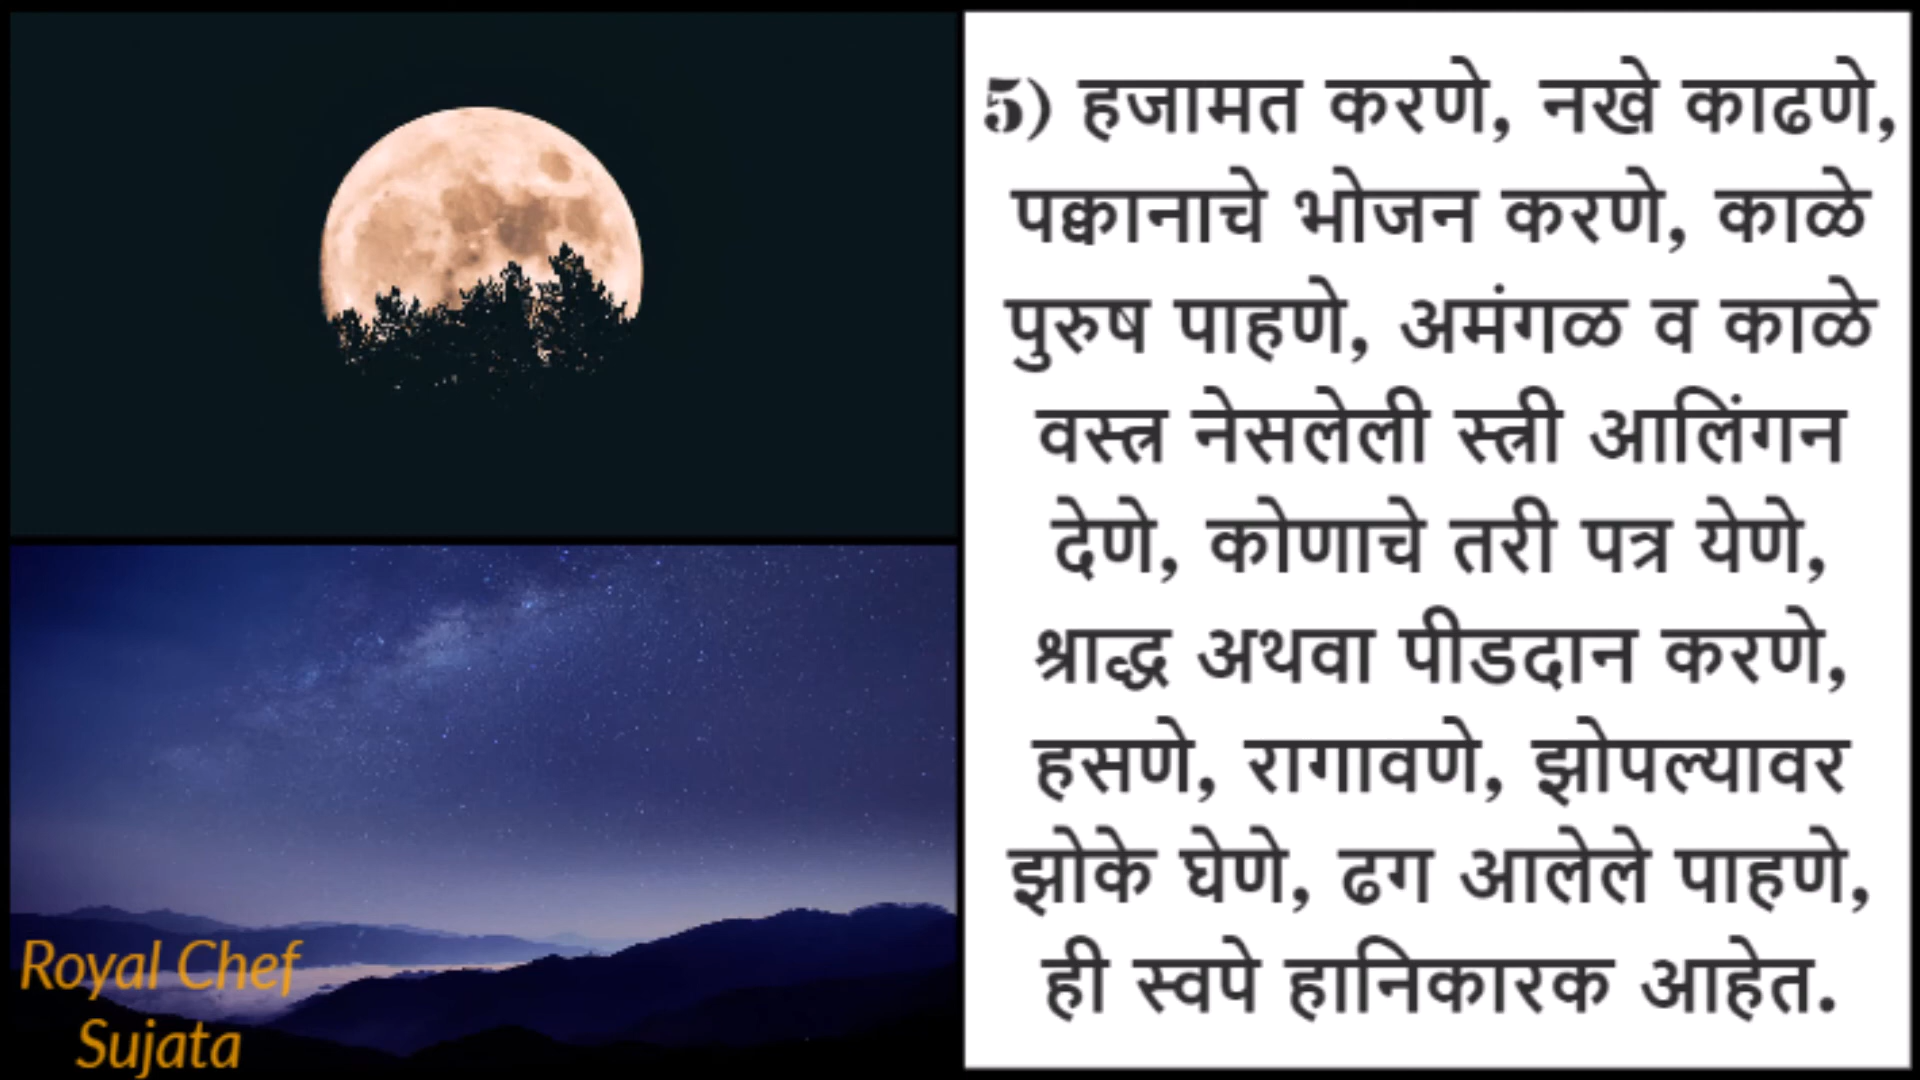 5) हजामत करणे, नखे काढणे,
पक्वानाचे भोजन करणे, काळे
पुरुष पाहणे, अमंगळ व काळे
वस्त्र नेसलेली स्त्री आलिंगन
देणे, कोणाचे तरी पत्र येणे,
श्राद्ध अथवा पीडदान करणे,
हसणे, रागावणे, झोपल्यावर
झोके घेणे, ढग आलेले पाहणे,
ही स्वपे हानिकारक आहेत.
Royal Chef
Sujata